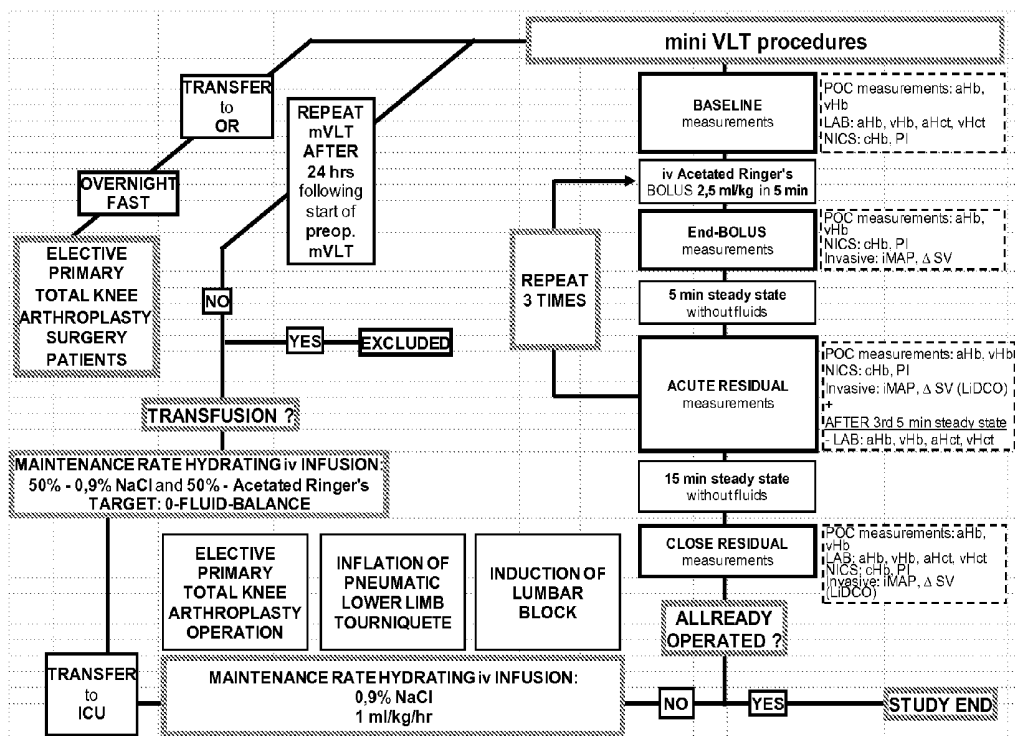 mini VLT procedures
TRANSFER
to
OR
OVERNIGHT
FAST
ELECTIVE
PRIMARY
TOTAL KNEE
ARTHROPLASTY
SURGERY
PATIENTS
REPEAT
mVLT
AFTER
24 hrs
following
start of
preop.
mVLT
NO
YES
EXCLUDED
TRANSFUSION ?
MAINTENANCE RATE HYDRATING iv INFUSION:
50% - 0,9% NaCl and 50% - Acetated Ringer's
TARGET: 0-FLUID-BALANCE
BASELINE
measurements
POC measurements: aHb,
vHb
LAB: aHb, vHb, aHct, vHct
NICS: cHb, PI
iv Acetated Ringer's
BOLUS 2,5 ml/kg in 5 min
End-BOLUS
measurements
POC measurements: aHb,
vHb
NICS: cHb, PI
Invasive: iMAP, Δ SV
REPEAT
3 TIMES
5 min steady state
without fluids
ACUTE RESIDUAL
measurements
POC measurements: aHb, vHb
NICS: cHb, PI
Invasive: iMAP, Δ SV (LiDCO)
+
AFTER 3rd 5 min steady state
- LAB: aHb, vHb, aHct, vHct
15 min steady state
without fluids
CLOSE RESIDUAL
measurements
POC measurements: aHb,
vHb
LAB: aHb, vHb, aHct, vHct
NICS; cHb, PI
Invasive: iMAP, Δ SV
(LiDCO)
ELECTIVE
PRIMARY
TOTAL KNEE
ARTHROPLASTY
OPERATION
INFLATION OF
PNEUMATIC
LOWER LIMB
TOURNIQUETE
INDUCTION OF
LUMBAR
BLOCK
ALLREADY
OPERATED ?
TRANSFER
to
ICU
MAINTENANCE RATE HYDRATING iv INFUSION:
0,9% NaCl
1 ml/kg/hr
NO
YES
STUDY END